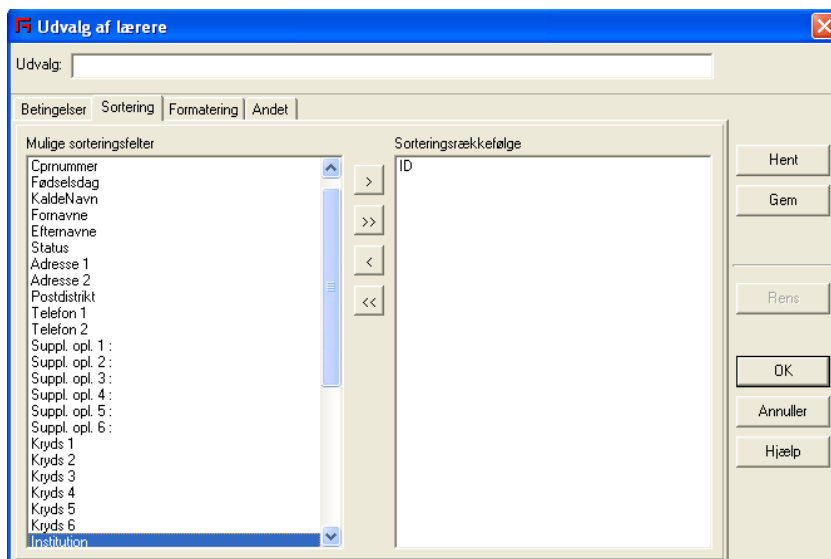 Udvalg af lærere
Udvalg:
Betingelser Sortering Formatering Andet
Mulige sorteringsfelter
Cprnummer
Fødselsdag
KaldeNavn
Fornavne
Efternavne
Status
Adresse 1
Adresse 2
Postdistrikt
Telefon 1
Telefon 2
Suppl. opl. 1 :
Suppl. opl. 2 :
Suppl. opl. 3 :
Suppl. opl. 4 :
Suppl. opl. 5 :
Suppl. opl. 6 :
Kryds 1
Kryds 2
Kryds 3
Kryds 4
Kryds 5
Kryds 6
Institution
>
>>
<
<<
Sorteringsrækkefølge
ID
Hent
Gem
Rens
OK
Annuller
Hjælp